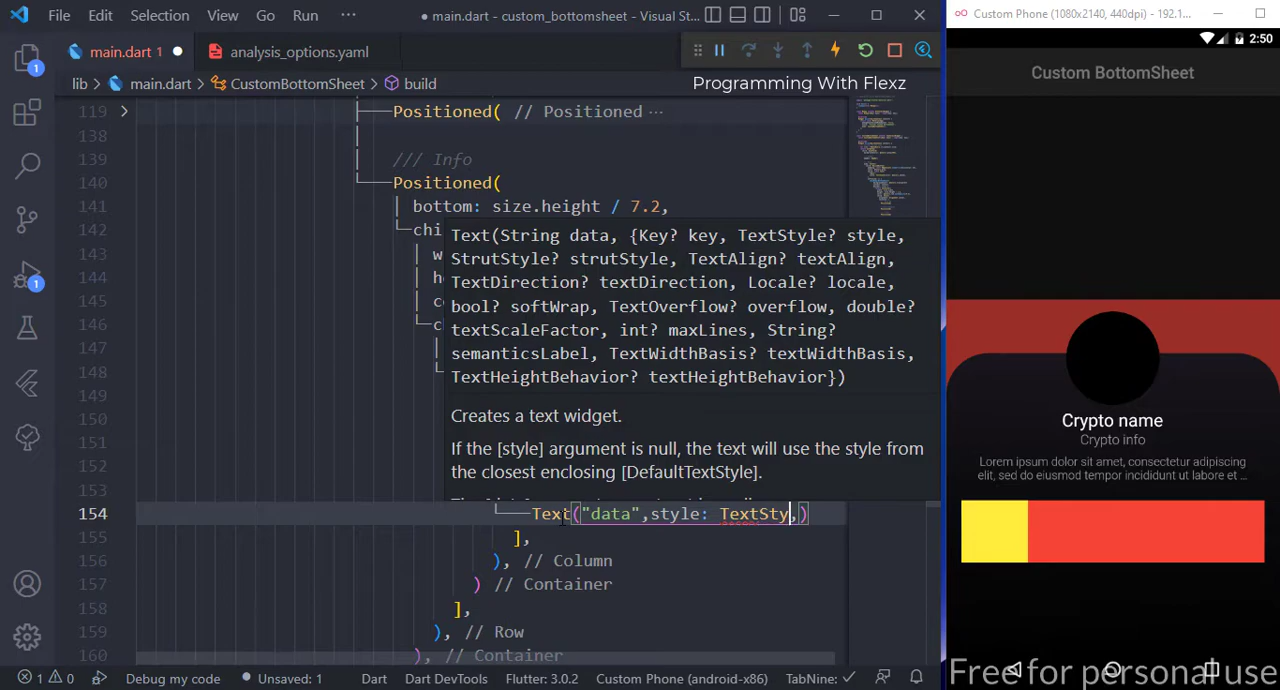 File Edit Selection View Go Run ··· ● main.dart - custom_bottomsheet - Visual St...
Custom Phone (1080x2140, 440dpi) - 192.1...
main.dart 1 ●
analysis_options.yaml
lib > main.dart > CustomBottomSheet > build
Programming With Flexz
119 > Positioned( // Positioned ···
138
139 /// Info
140 Positioned(
141 bottom: size.height / 7.2,
142 chi
143 w
144 h
145 c
146 c
147
148
149
150
151
152
153
154 Text("data",style: TextSty,)
],
155
156 ), // Column
157 ) // Container
158 ],
159 ), // Row
160 ), // Container
Text(String data, {Key? key, TextStyle? style,
StrutStyle? strutStyle, TextAlign? textAlign,
TextDirection? textDirection, Locale? locale,
bool? softWrap, TextOverflow? overflow, double?
textScaleFactor, int? maxLines, String?
semanticsLabel, TextWidthBasis? textWidthBasis,
TextHeightBehavior? textHeightBehavior})
Creates a text widget.
If the [style] argument is null, the text will use the style from
the closest enclosing [DefaultTextStyle].
1
1
1 0 Debug my code Unsaved: 1 Dart Dart DevTools Flutter: 3.0.2 Custom Phone (android-x86) TabNine:
2:50
Custom BottomSheet
Crypto name
Crypto info
Lorem ipsum dolor sit amet, consectetur adipiscing
elit, sed do eiusmod tempor incididunt ut labore et ...
Free for personal use